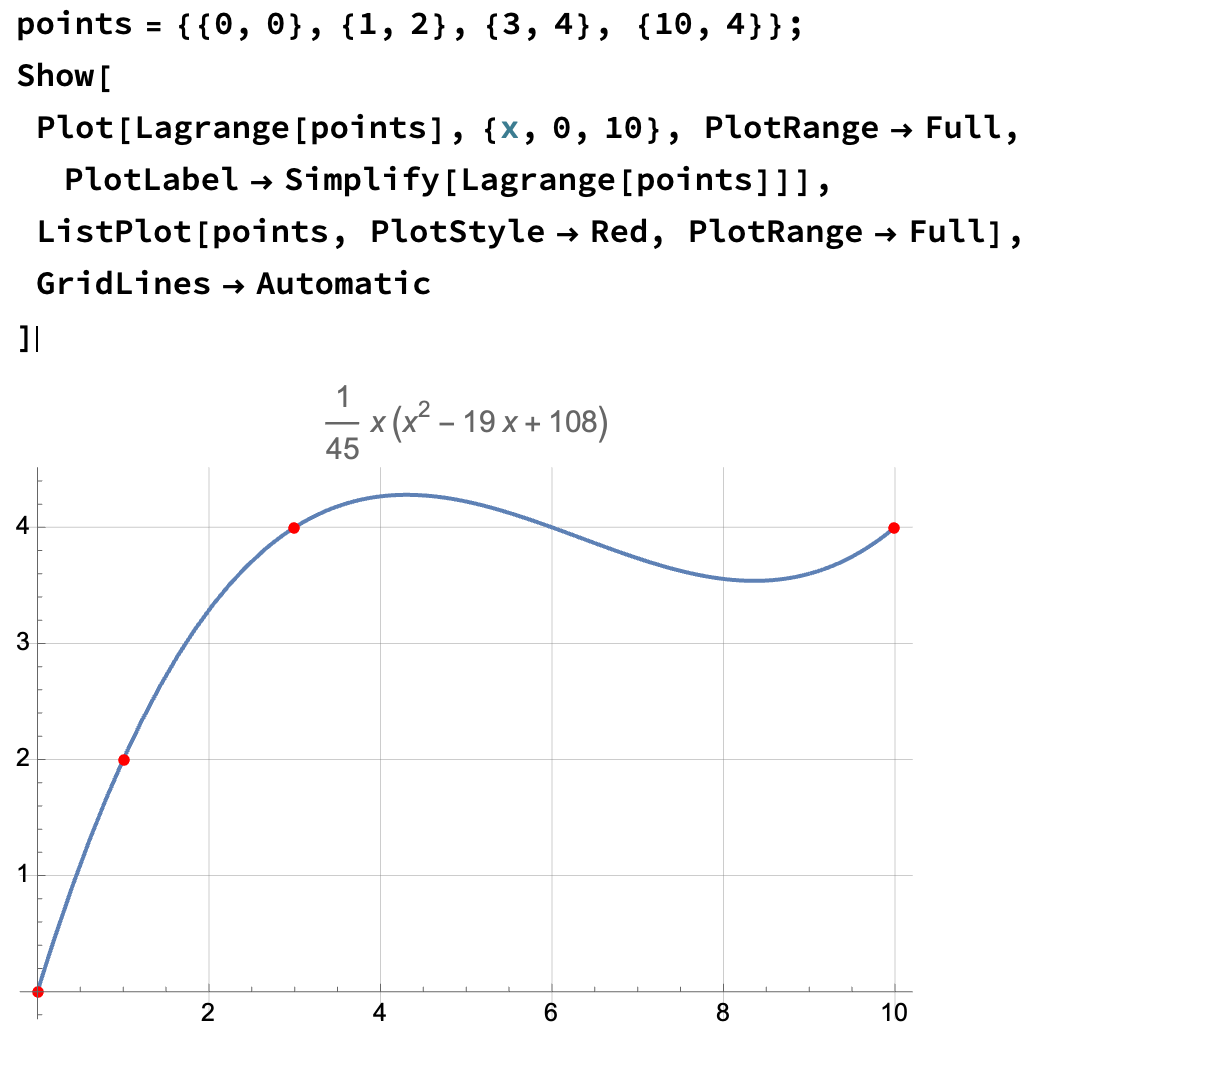 points = {{0, 0}, {1, 2}, {3, 4}, {10, 4}};
Show[
Plot[Lagrange[points], {x, 0, 10}, PlotRange → Full,
PlotLabel → Simplify[Lagrange[points]]],
ListPlot[points, PlotStyle → Red, PlotRange → Full],
GridLines → Automatic
]
1/45 x (x² − 19 x + 108)
4
3
2
1
2 4 6 8 10